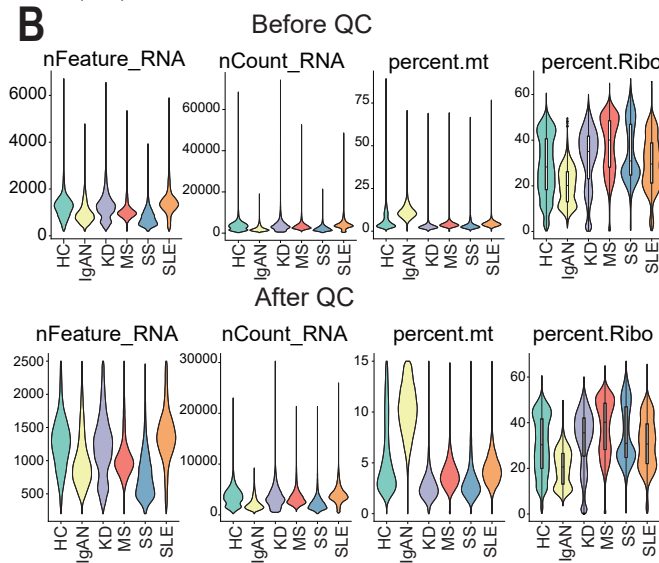 B
Before QC
nFeature_RNA nCount_RNA percent.mt percent.Ribo
6000
4000
2000
0
60000
40000
20000
0
75
50
25
0
60
40
20
0
HC IgAN KD MS SS SLE
HC IgAN KD MS SS SLE
HC IgAN KD MS SS SLE
HC IgAN KD MS SS SLE
After QC
nFeature_RNA nCount_RNA percent.mt percent.Ribo
2500
2000
1500
1000
500
30000
20000
10000
0
15
10
5
0
60
40
20
0
HC IgAN KD MS SS SLE
HC IgAN KD MS SS SLE
HC IgAN KD MS SS SLE
HC IgAN KD MS SS SLE